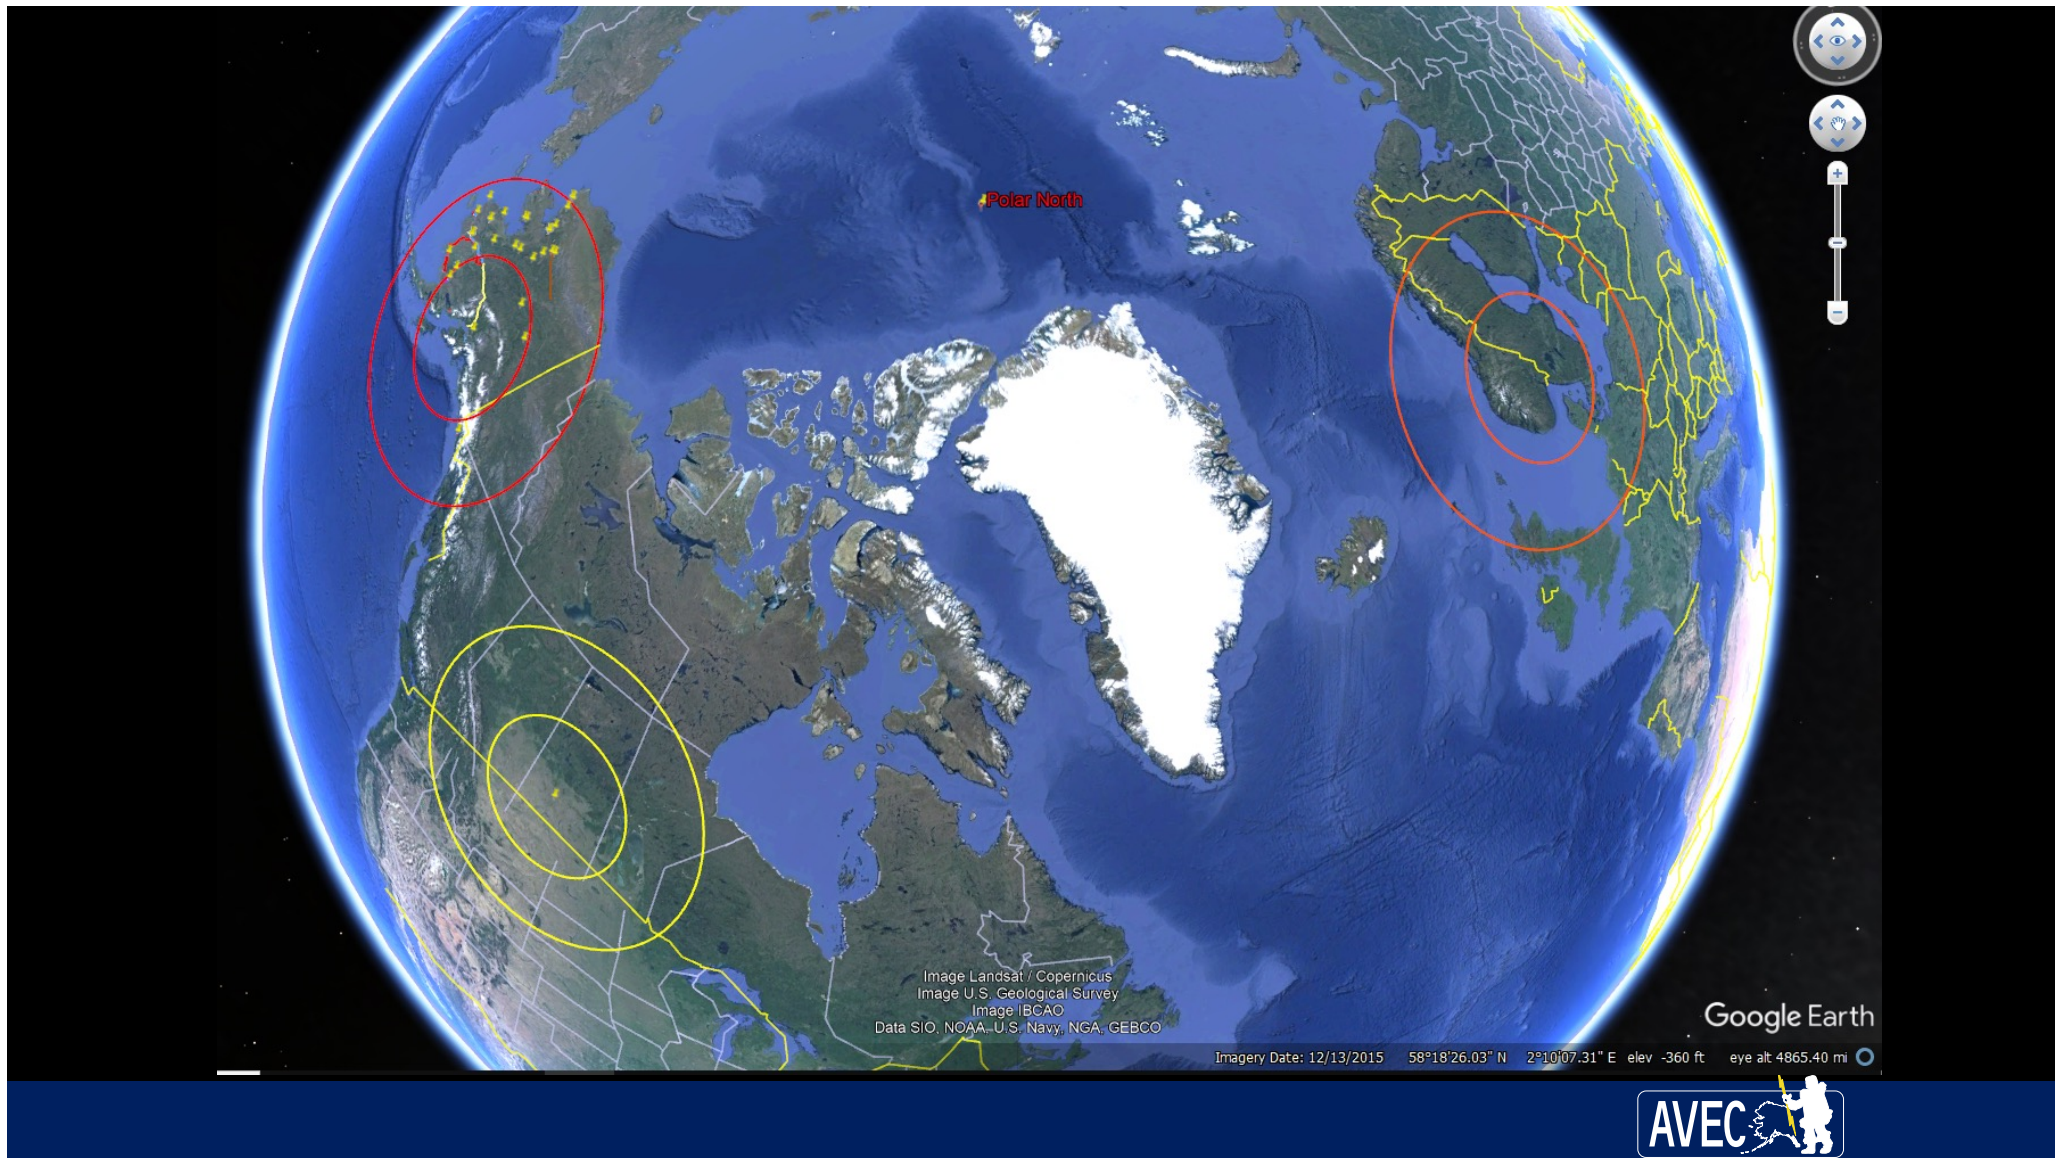 Polar North
Image Landsat / Copernicus
Image U.S. Geological Survey
Image IBCAO
Data SIO, NOAA, U.S. Navy, NGA, GEBCO
Google Earth
Imagery Date: 12/13/2015 58°18'26.03" N 2°10'07.31" E elev -360 ft eye alt 4865.40 mi
AVEC